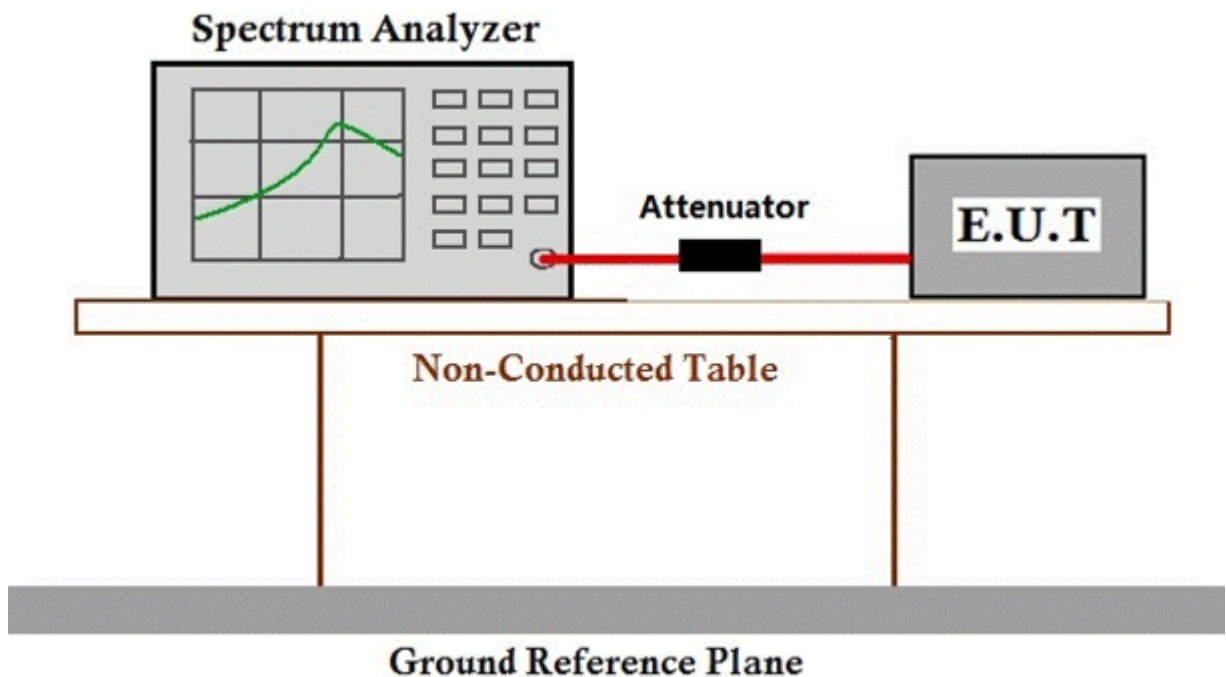 Spectrum Analyzer
Attenuator
E.U.T
Non-Conducted Table
Ground Reference Plane